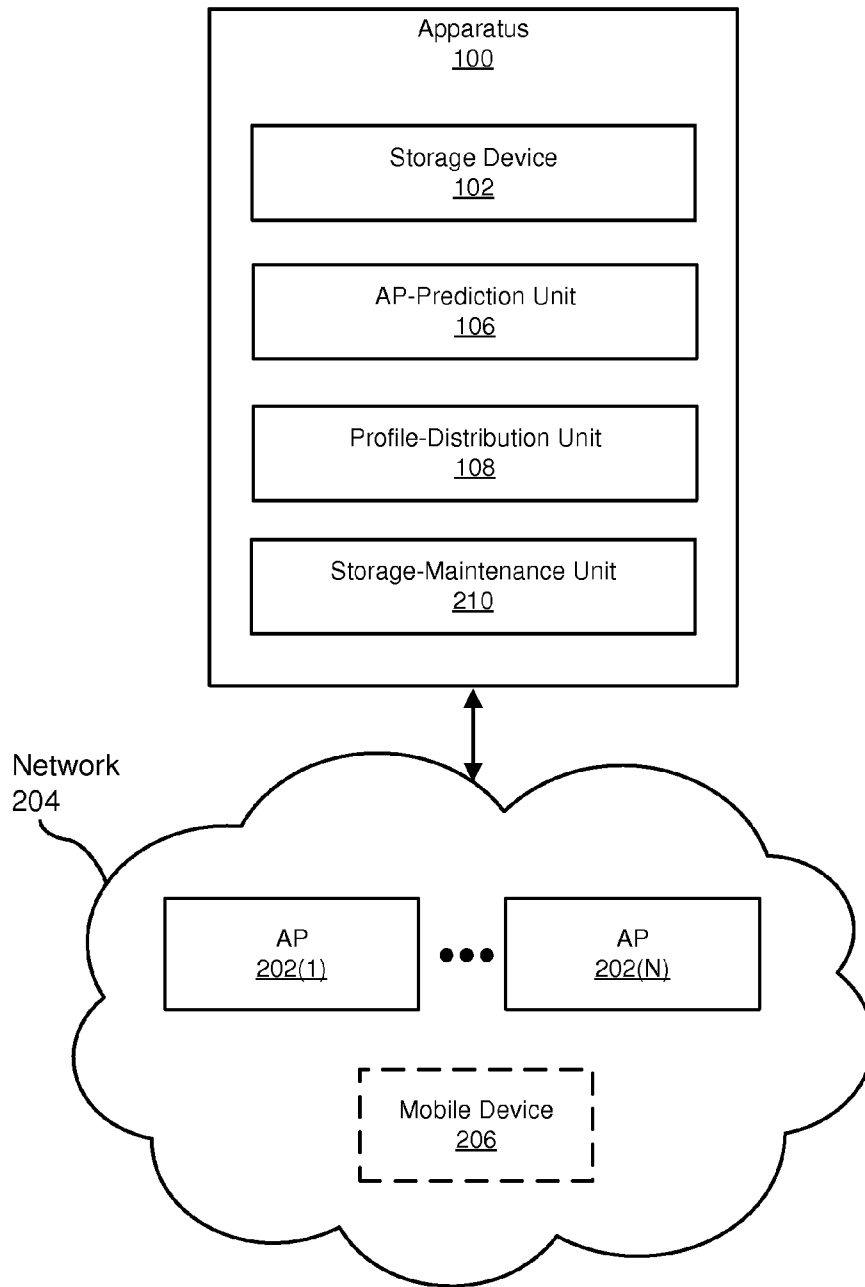 Apparatus
100
Storage Device
102
AP-Prediction Unit
106
Profile-Distribution Unit
108
Storage-Maintenance Unit
210
Network
204
AP
202(1)
AP
202(N)
Mobile Device
206